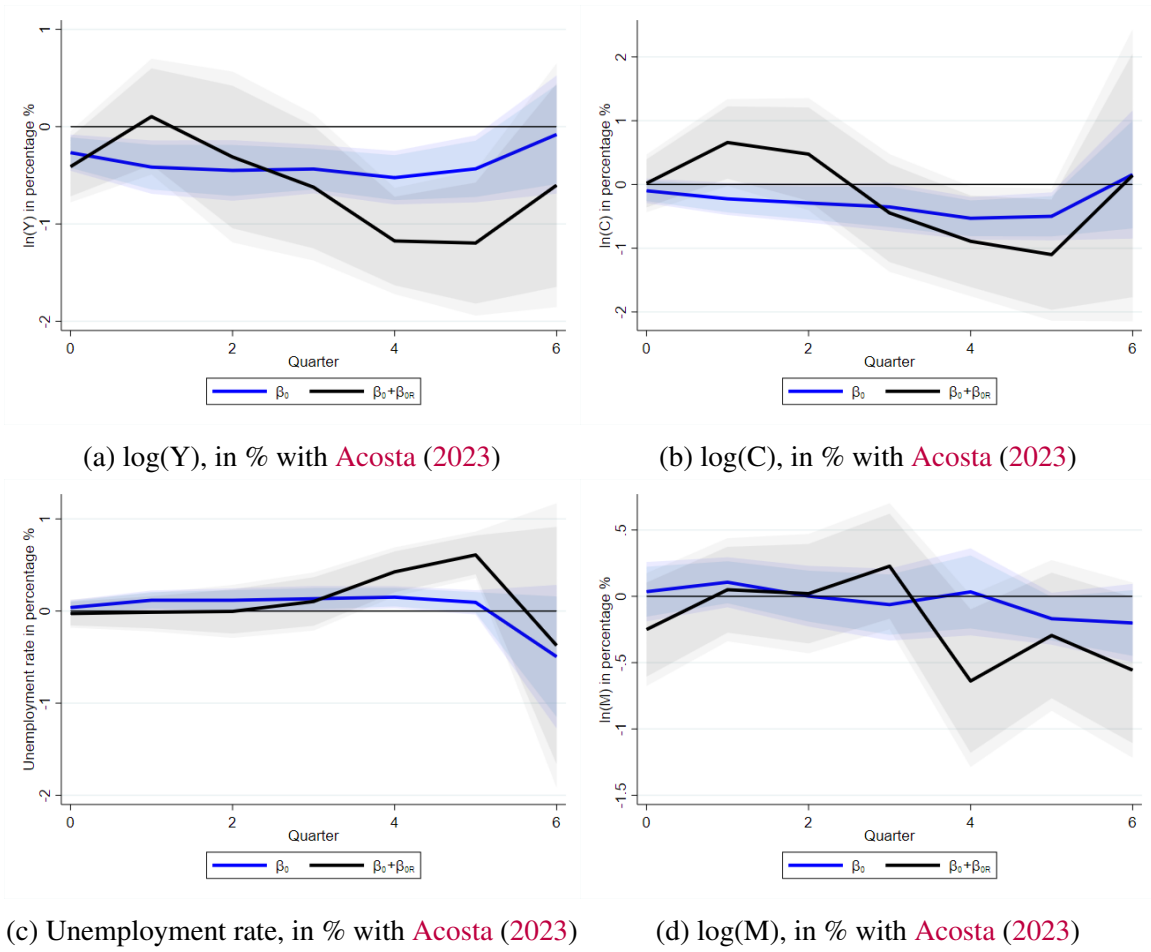 ln(Y) in percentage %
1
0
-1
-2
0 2 4 6
Quarter
β₀ β₀+β₀R
(a) log(Y), in % with Acosta (2023)
ln(C) in percentage %
2
1
0
-1
-2
0 2 4 6
Quarter
β₀ β₀+β₀R
(b) log(C), in % with Acosta (2023)
Unemployment rate in percentage %
1
0
-1
-2
0 2 4 6
Quarter
β₀ β₀+β₀R
(c) Unemployment rate, in % with Acosta (2023)
ln(M) in percentage %
.5
0
-.5
-1
-1.5
0 2 4 6
Quarter
β₀ β₀+β₀R
(d) log(M), in % with Acosta (2023)